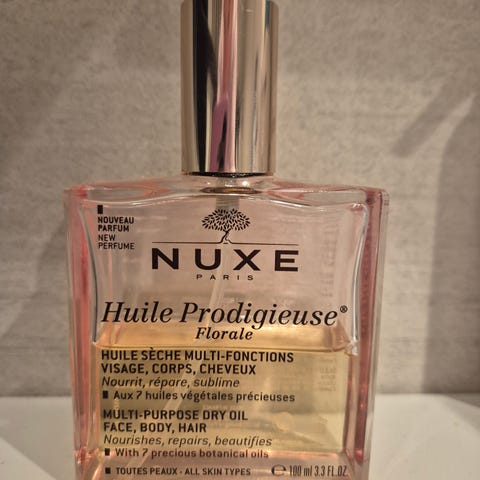 NOUVEAU
PARFUM
NEW
PERFUME
NUXE
PARIS
Huile Prodigieuse®
Florale
HUILE SÈCHE MULTI-FONCTIONS
VISAGE, CORPS, CHEVEUX
Nourrit, répare, sublime
Aux 7 huiles végétales précieuses
MULTI-PURPOSE DRY OIL
FACE, BODY, HAIR
Nourishes, repairs, beautifies
With 7 precious botanical oils
TOUTES PEAUX - ALL SKIN TYPES ℮ 100 ml 3.3 FL.OZ.